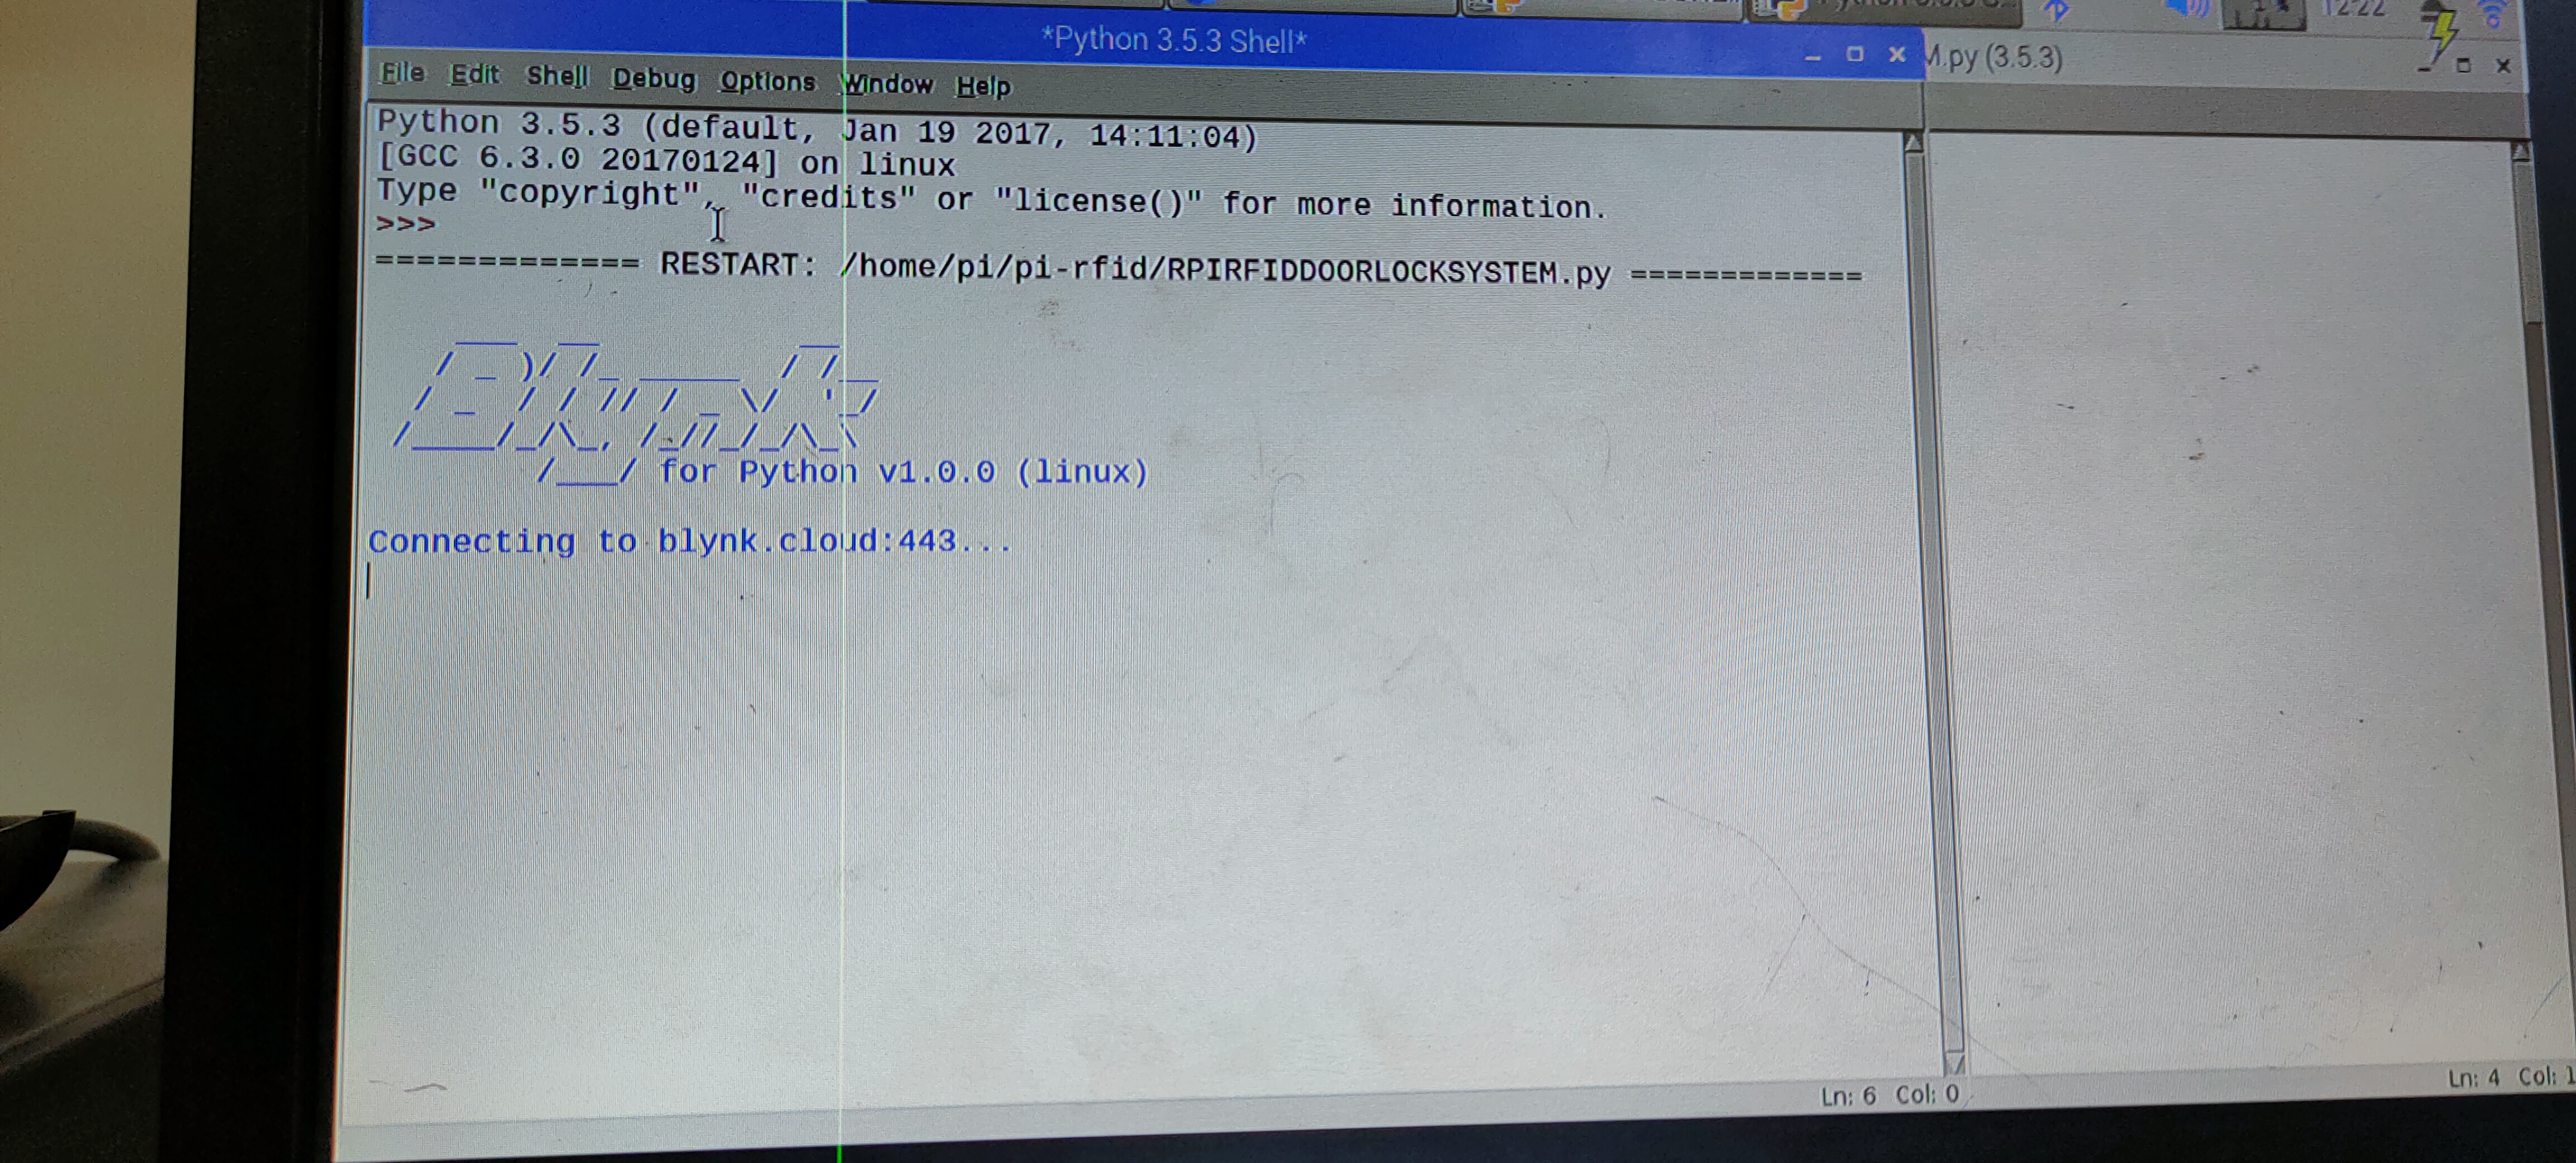 *Python 3.5.3 Shell*
12:22
M.py (3.5.3)
File Edit Shell Debug Options Window Help
Python 3.5.3 (default, Jan 19 2017, 14:11:04)
[GCC 6.3.0 20170124] on linux
Type "copyright", "credits" or "license()" for more information.
>>>
============= RESTART: /home/pi/pi-rfid/RPIRFIDDOORLOCKSYSTEM.py =============
Blynk
for Python v1.0.0 (linux)
Connecting to blynk.cloud:443...
Ln: 6 Col: 0
Ln: 4 Col: 1